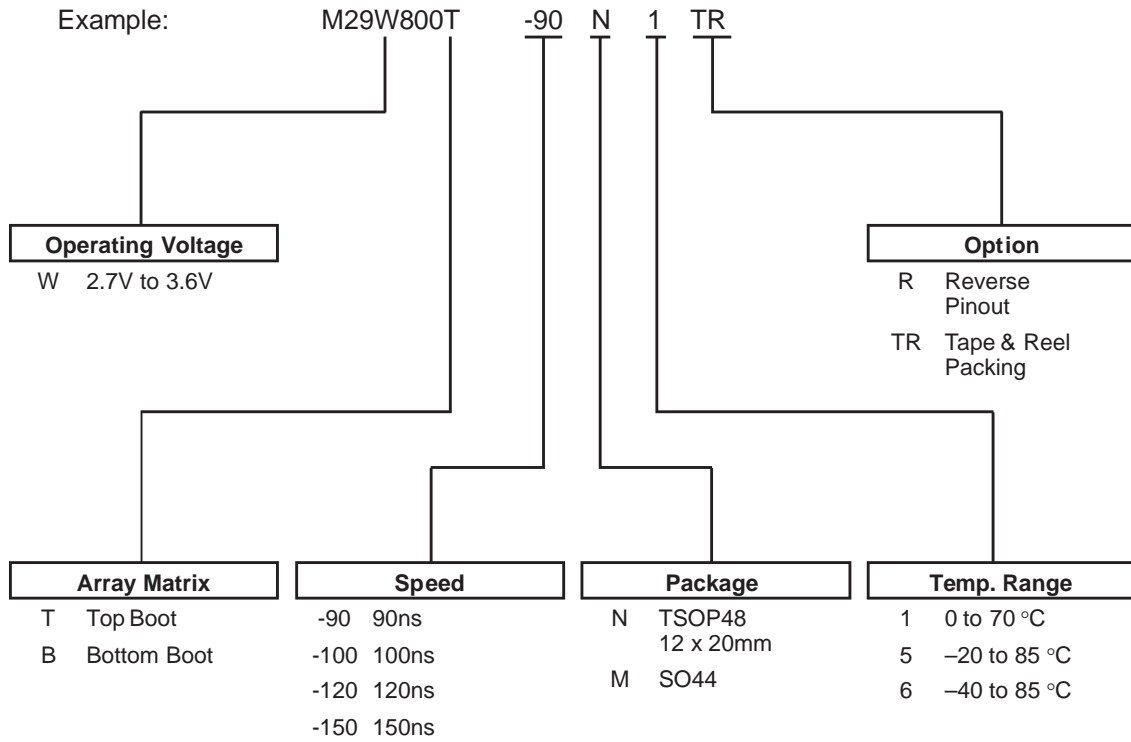 Example: M29W800T -90 N 1 TR
Operating Voltage
W 2.7V to 3.6V
Option
R Reverse
Pinout
TR Tape & Reel
Packing
Array Matrix
T Top Boot
B Bottom Boot
Speed
-90 90ns
-100 100ns
-120 120ns
-150 150ns
Package
N TSOP48
12 x 20mm
M SO44
Temp. Range
1 0 to 70 °C
5 –20 to 85 °C
6 –40 to 85 °C